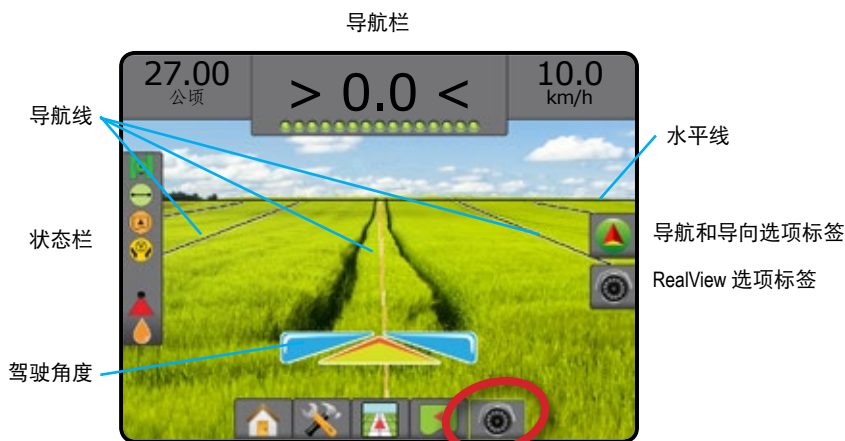 导航栏
27.00
公顷
> 0.0 <
10.0
km/h
导航线
水平线
状态栏
导航和导向选项标签
RealView 选项标签
驾驶角度